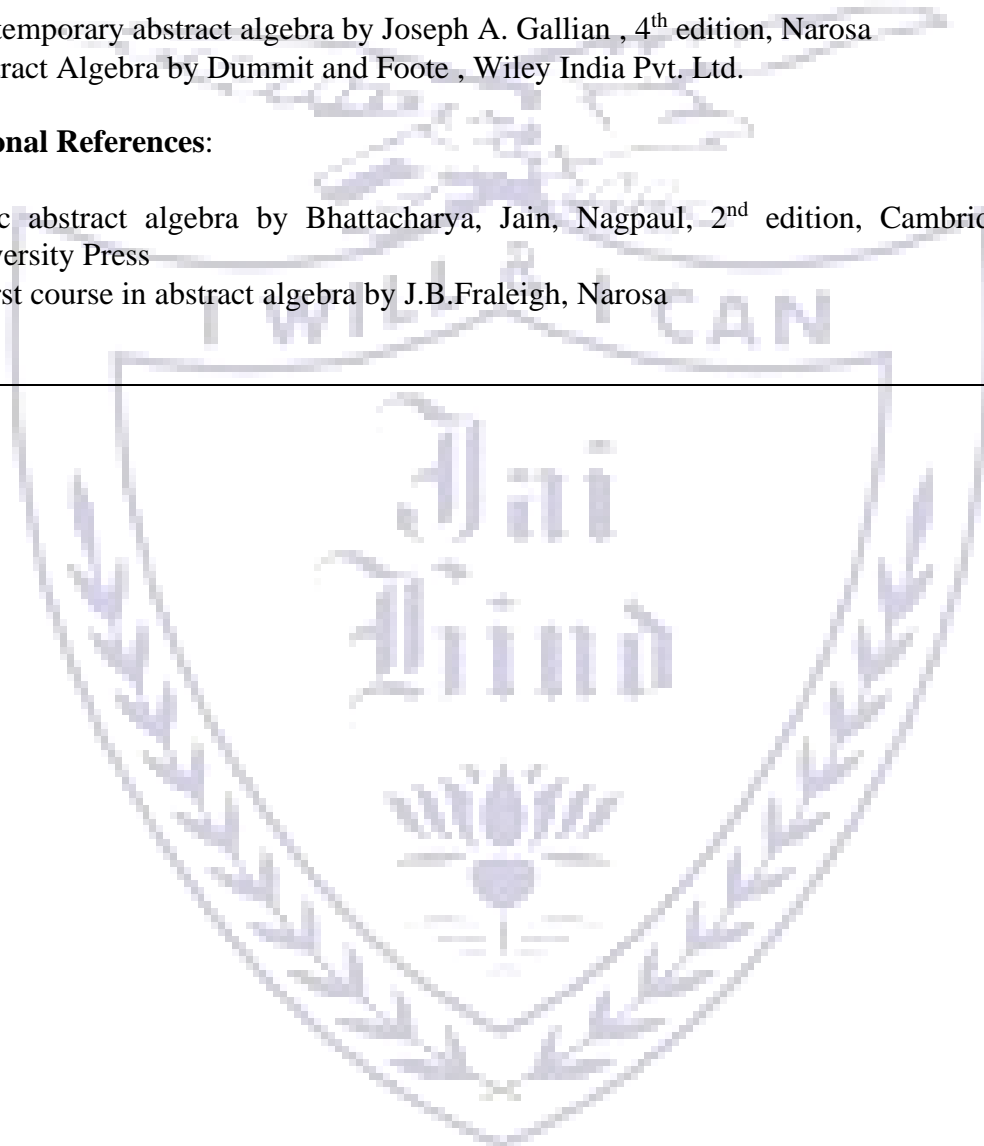 temporary abstract algebra by Joseph A. Gallian , 4th edition, Narosa
ract Algebra by Dummit and Foote , Wiley India Pvt. Ltd.
onal References:
c abstract algebra by Bhattacharya, Jain, Nagpaul, 2nd edition, Cambric
versity Press
rst course in abstract algebra by J.B.Fraleigh, Narosa
I WILL & I CAN
Jai
Hind